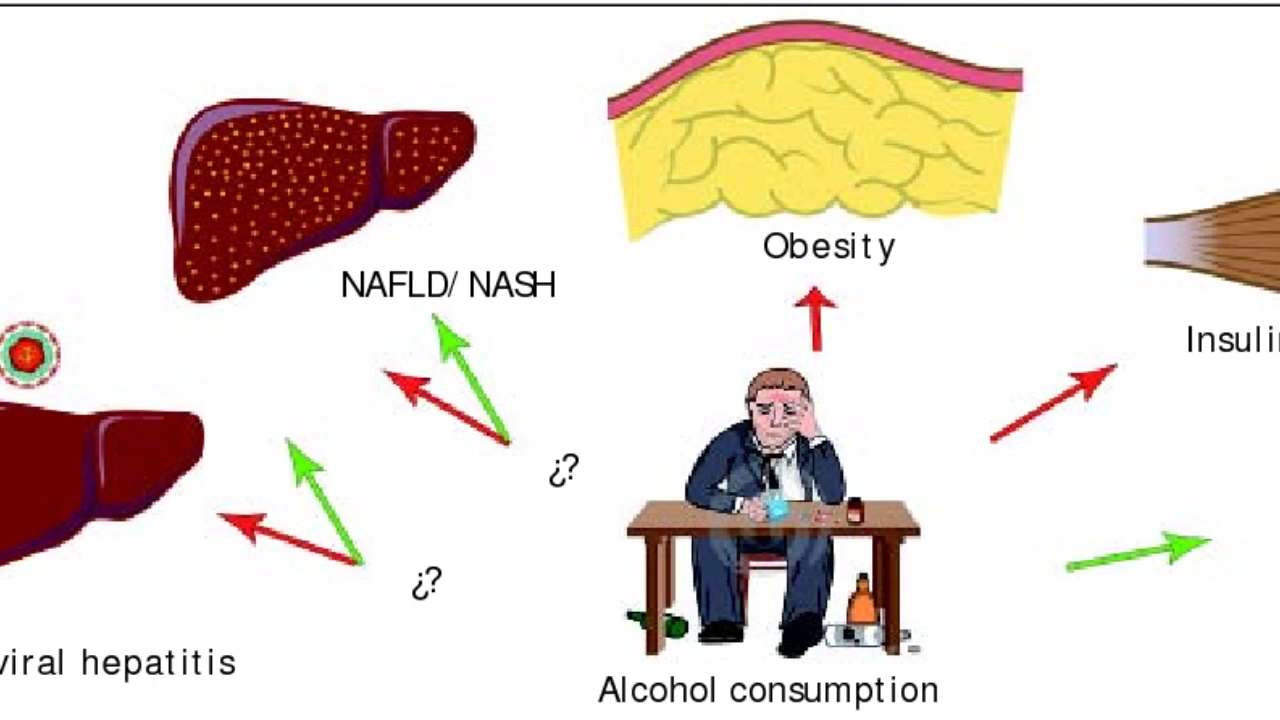 Obesity
NAFLD/ NASH
Insulin
¿?
¿?
viral hepatitis
Alcohol consumption